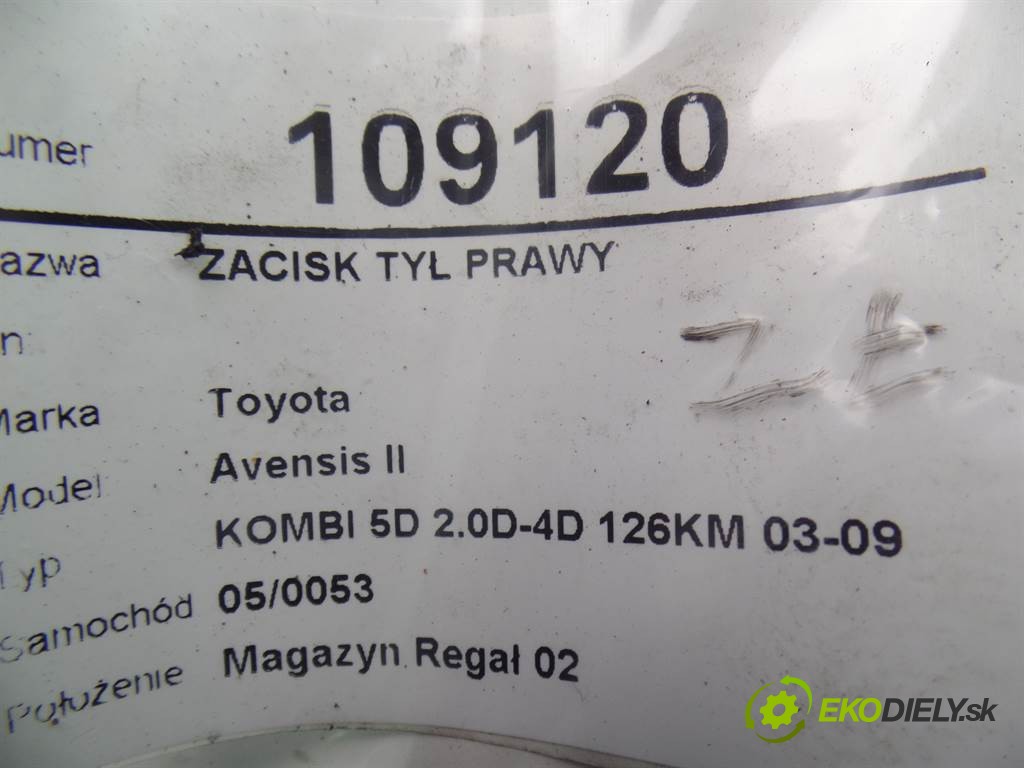 umer 109120
azwa ZACISK TYŁ PRAWY
n
Marka Toyota
Model Avensis II
Typ KOMBI 5D 2.0D-4D 126KM 03-09
Samochód 05/0053
Położenie Magazyn Regał 02
EKODIELY.sk